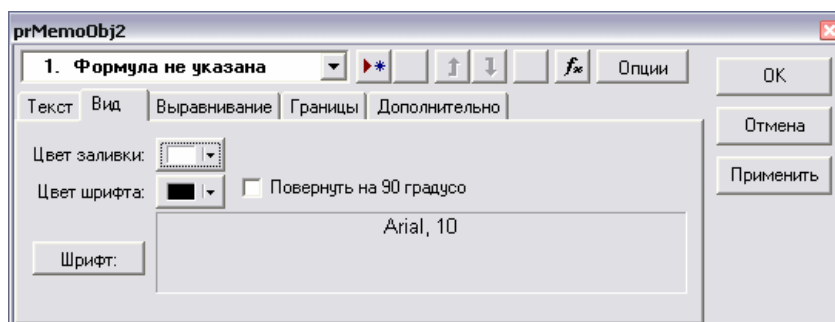 prMemoObj2
1. Формула не указана
fx
Опции
OK
Текст Вид Выравнивание Границы Дополнительно
Отмена
Цвет заливки:
Применить
Цвет шрифта:
Повернуть на 90 градусо
Arial, 10
Шрифт: